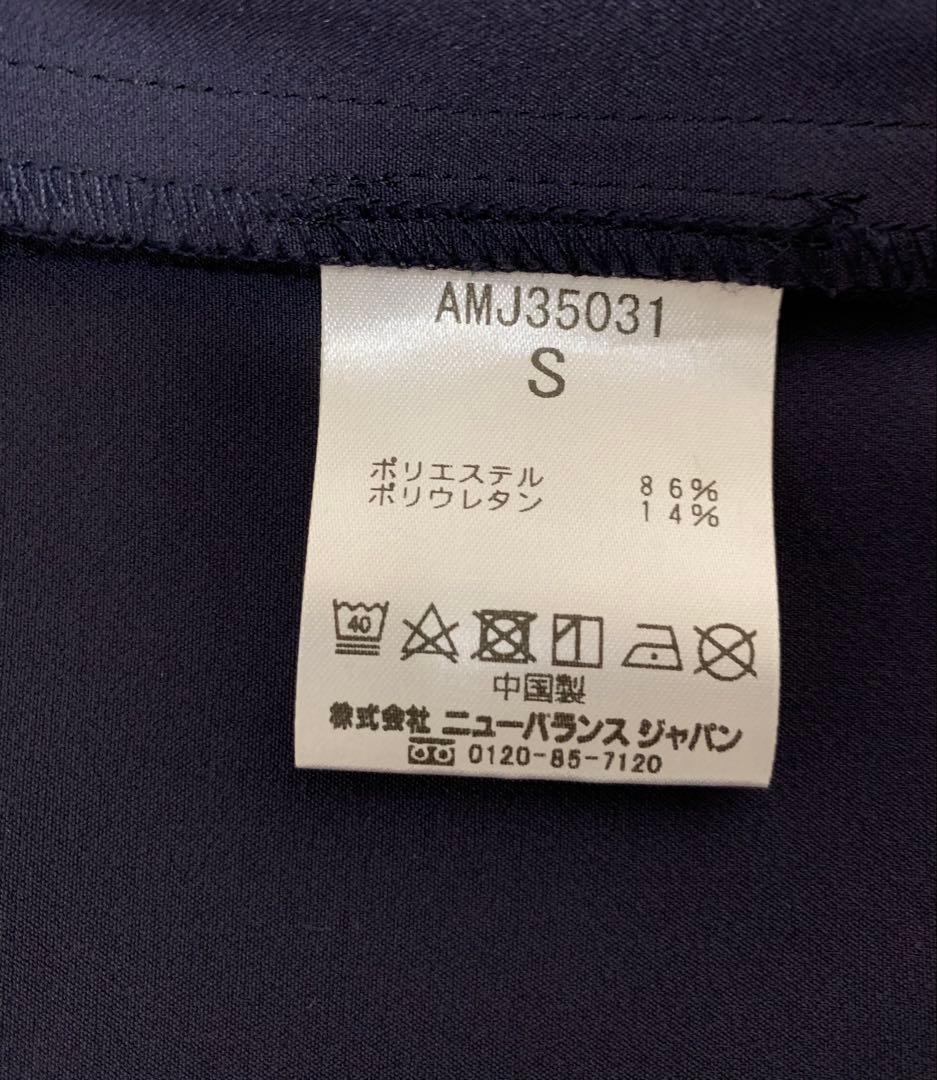 AMJ35031
S
ポリエステル 86%
ポリウレタン 14%
40
中国製
株式会社 ニューバランス ジャパン
0120-85-7120